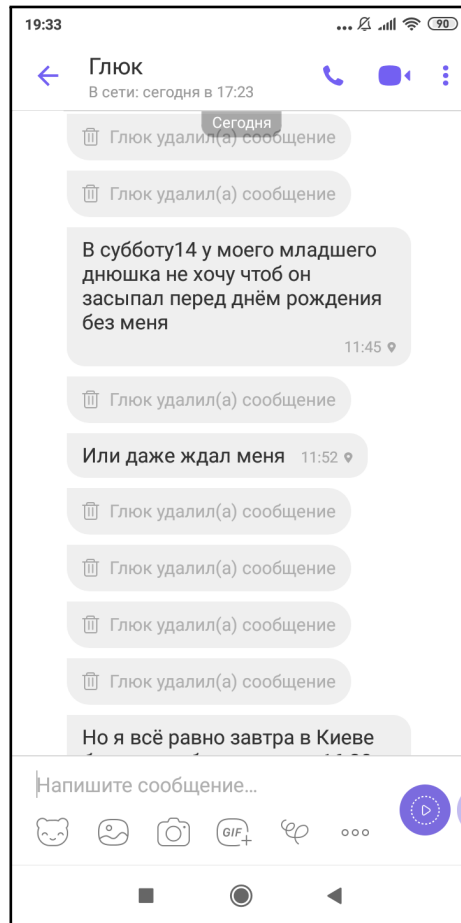 19:33
90
Глюк
В сети: сегодня в 17:23
Сегодня
Глюк удалил(а) сообщение
Глюк удалил(а) сообщение
В субботу14 у моего младшего
днюшка не хочу чтоб он
засыпал перед днём рождения
без меня
11:45
Глюк удалил(а) сообщение
Или даже ждал меня 11:52
Глюк удалил(а) сообщение
Глюк удалил(а) сообщение
Глюк удалил(а) сообщение
Глюк удалил(а) сообщение
Но я всё равно завтра в Киеве
Напишите сообщение...
GIF